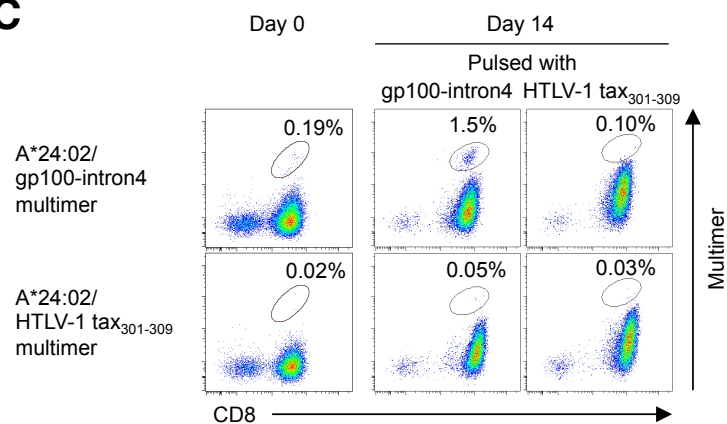 C
Day 0
Day 14
Pulsed with
gp100-intron4 HTLV-1 tax301-309
A*24:02/
gp100-intron4
multimer
0.19%
1.5%
0.10%
A*24:02/
HTLV-1 tax301-309
multimer
0.02%
0.05%
0.03%
Multimer
CD8